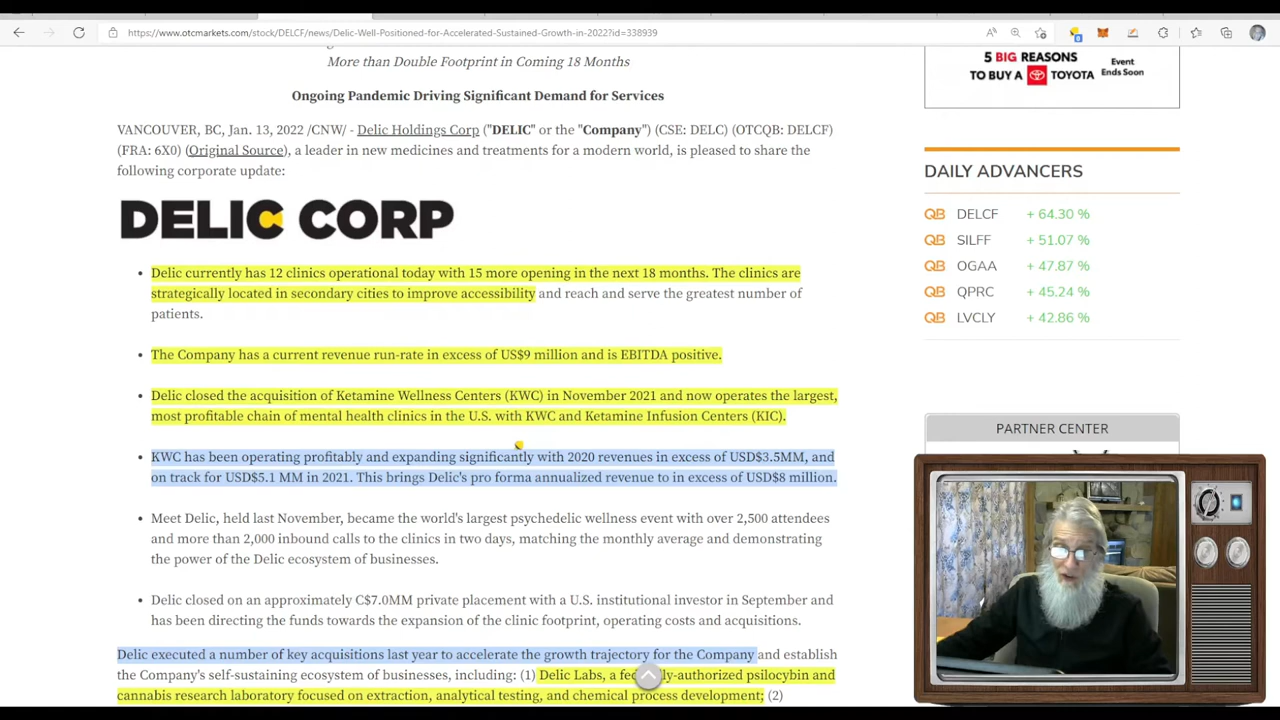 https://www.otcmarkets.com/stock/DELCF/news/Delic-Well-Positioned-for-Accelerated-Sustained-Growth-in-2022?id=338939
More than Double Footprint in Coming 18 Months
Ongoing Pandemic Driving Significant Demand for Services
VANCOUVER, BC, Jan. 13, 2022 /CNW/ - Delic Holdings Corp ("DELIC" or the "Company") (CSE: DELC) (OTCQB: DELCF)
(FRA: 6X0) (Original Source), a leader in new medicines and treatments for a modern world, is pleased to share the
following corporate update:
DELIC CORP
• Delic currently has 12 clinics operational today with 15 more opening in the next 18 months. The clinics are
strategically located in secondary cities to improve accessibility and reach and serve the greatest number of
patients.
• The Company has a current revenue run-rate in excess of US$9 million and is EBITDA positive.
• Delic closed the acquisition of Ketamine Wellness Centers (KWC) in November 2021 and now operates the largest,
most profitable chain of mental health clinics in the U.S. with KWC and Ketamine Infusion Centers (KIC).
• KWC has been operating profitably and expanding significantly with 2020 revenues in excess of USD$3.5MM, and
on track for USD$5.1 MM in 2021. This brings Delic's pro forma annualized revenue to in excess of USD$8 million.
• Meet Delic, held last November, became the world's largest psychedelic wellness event with over 2,500 attendees
and more than 2,000 inbound calls to the clinics in two days, matching the monthly average and demonstrating
the power of the Delic ecosystem of businesses.
• Delic closed on an approximately C$7.0MM private placement with a U.S. institutional investor in September and
has been directing the funds towards the expansion of the clinic footprint, operating costs and acquisitions.
Delic executed a number of key acquisitions last year to accelerate the growth trajectory for the Company and establish
the Company's self-sustaining ecosystem of businesses, including: (1) Delic Labs, a psilocybin and
cannabis research laboratory focused on extraction, analytical testing, and chemical process development; (2)
5 BIG REASONS
TO BUY A TOYOTA
Event
Ends Soon
DAILY ADVANCERS
QB DELCF + 64.30 %
QB SILFF + 51.07 %
QB OGAA + 47.87 %
QB QPRC + 45.24 %
QB LVCLY + 42.86 %
PARTNER CENTER